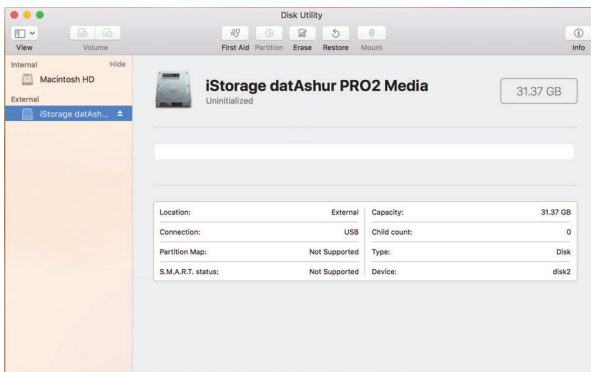 Disk Utility
View
Volume
First Aid
Partition
Erase
Restore
Mount
Info
Internal
Hide
Macintosh HD
External
iStorage datAsh...
iStorage datAshur PRO2 Media
Uninitialized
31.37 GB
Location: External
Capacity: 31.37 GB
Connection: USB
Child count: 0
Partition Map: Not Supported
Type: Disk
S.M.A.R.T. status: Not Supported
Device: disk2